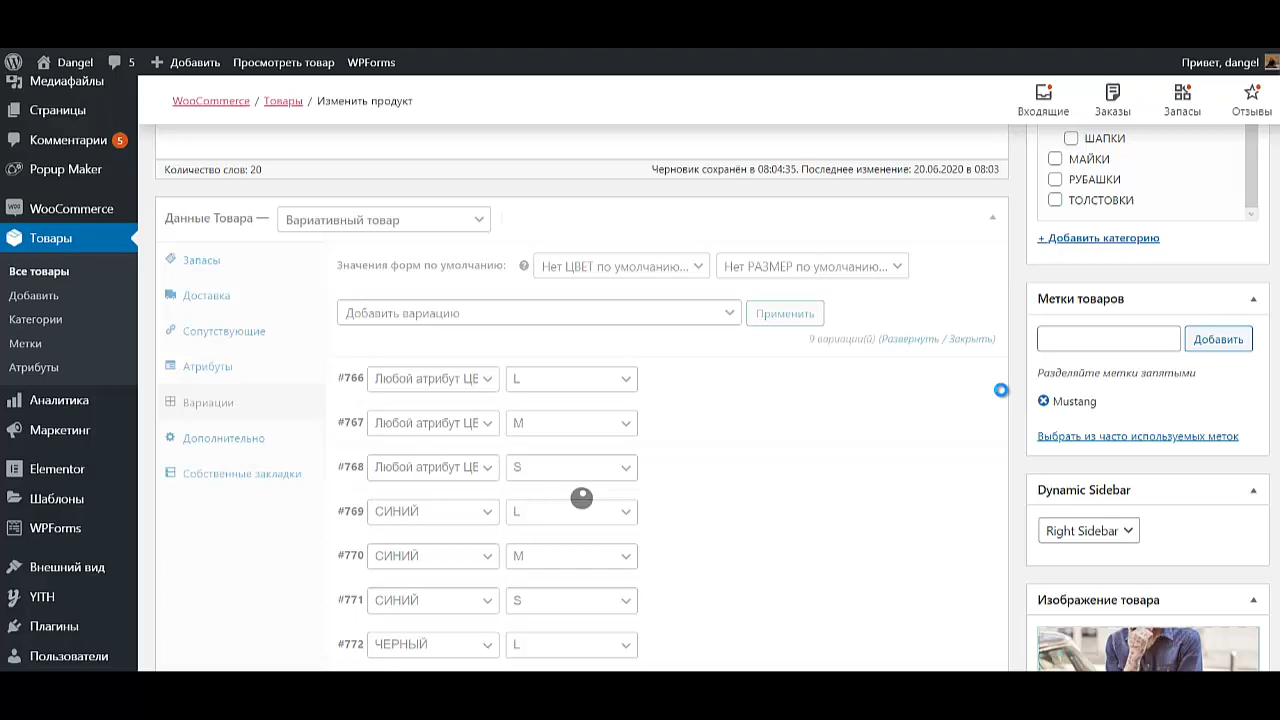 Dangel 5 Добавить Просмотреть товар WPForms Привет, dangel
Медиафайлы
Страницы
Комментарии 5
Popup Maker
WooCommerce
Товары
Все товары
Добавить
Категории
Метки
Атрибуты
Аналитика
Маркетинг
Elementor
Шаблоны
WPForms
Внешний вид
YITH
Плагины
Пользователи
WooCommerce / Товары / Изменить продукт
Входящие Заказы Запасы Отзывы
Количество слов: 20 Черновик сохранён в 08:04:35. Последнее изменение: 20.06.2020 в 08:03
Данные Товара — Вариативный товар
Запасы
Доставка
Сопутствующие
Атрибуты
Вариации
Дополнительно
Собственные закладки
Значения форм по умолчанию: Нет ЦВЕТ по умолчанию... Нет РАЗМЕР по умолчанию...
Добавить вариацию Применить
9 вариации(й) (Развернуть / Закрыть)
#766 Любой атрибут ЦЕ L
#767 Любой атрибут ЦЕ M
#768 Любой атрибут ЦЕ S
#769 СИНИЙ L
#770 СИНИЙ M
#771 СИНИЙ S
#772 ЧЕРНЫЙ L
ШАПКИ
МАЙКИ
РУБАШКИ
ТОЛСТОВКИ
+ Добавить категорию
Метки товаров
Добавить
Разделяйте метки запятыми
Mustang
Выбрать из часто используемых меток
Dynamic Sidebar
Right Sidebar
Изображение товара